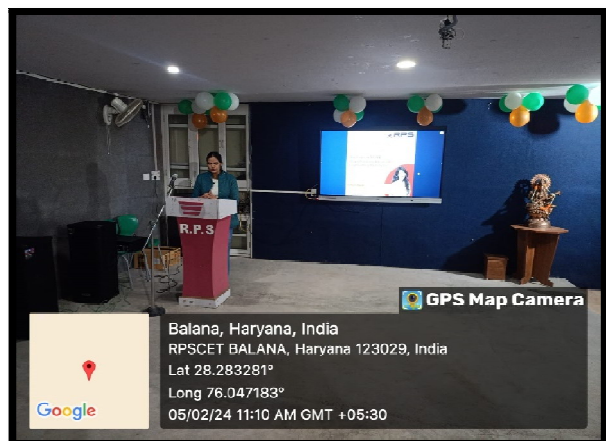 RPS
R.P.S
GPS Map Camera
Balana, Haryana, India
RPSCET BALANA, Haryana 123029, India
Lat 28.283281°
Long 76.047183°
05/02/24 11:10 AM GMT +05:30
Google